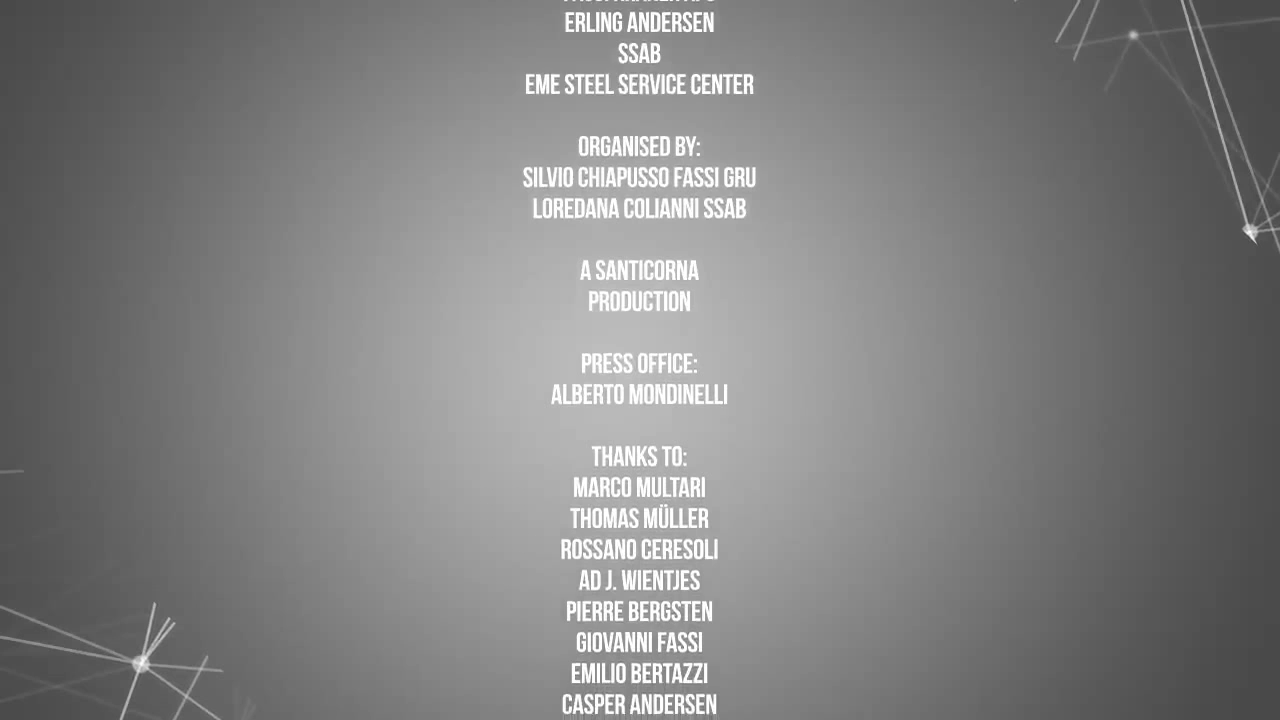 ERLING ANDERSEN
SSAB
EME STEEL SERVICE CENTER
ORGANISED BY:
SILVIO CHIAPUSSO FASSI GRU
LOREDANA COLIANNI SSAB
A SANTICORNA
PRODUCTION
PRESS OFFICE:
ALBERTO MONDINELLI
THANKS TO:
MARCO MULTARI
THOMAS MÜLLER
ROSSANO CERESOLI
AD J. WIENTJES
PIERRE BERGSTEN
GIOVANNI FASSI
EMILIO BERTAZZI
CASPER ANDERSEN